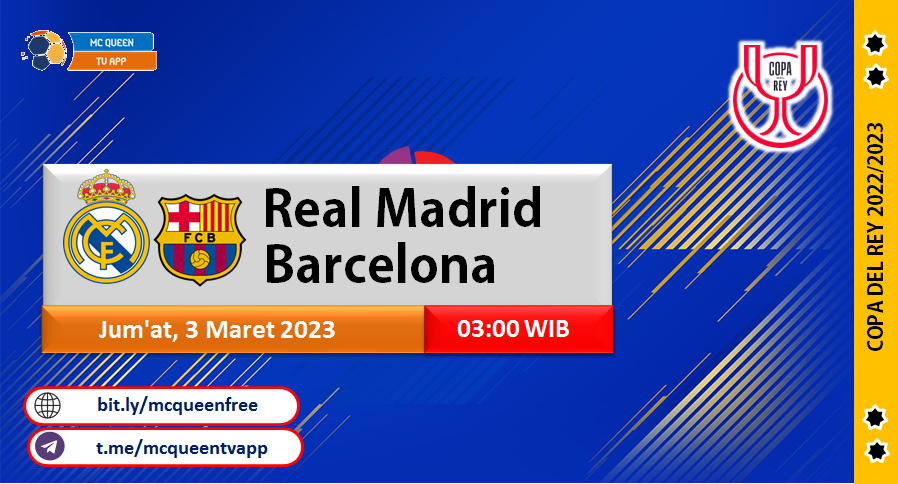 MC QUEEN
TV APP
COPA
DEL
REY
Real Madrid
Barcelona
FCB
Jum'at, 3 Maret 2023
03:00 WIB
bit.ly/mcqueenfree
t.me/mcqueentvapp
COPA DEL REY 2022/2023